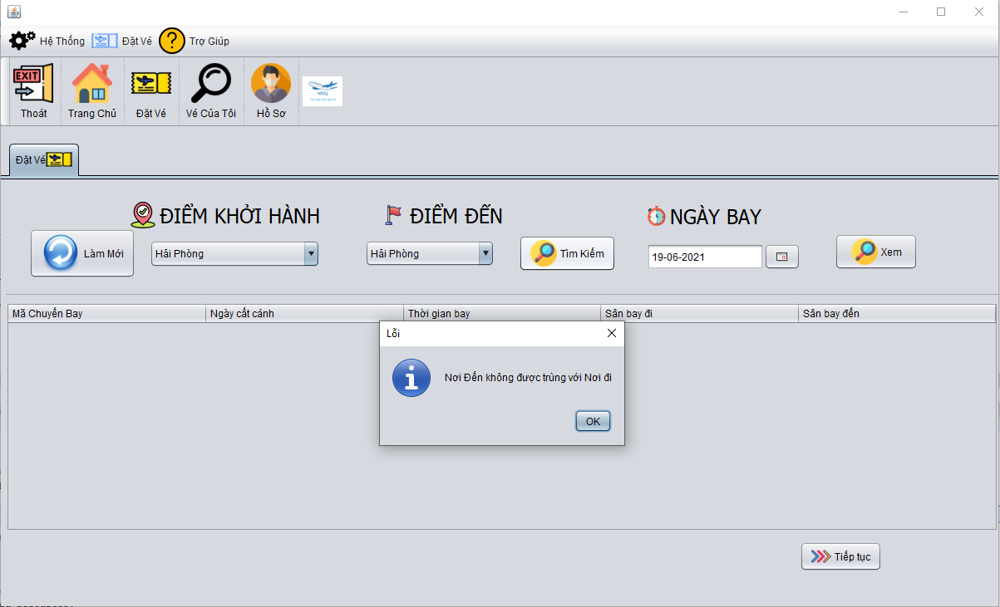 Hệ Thống Đặt Vé ? Trợ Giúp
EXIT
Thoát Trang Chủ Đặt Vé Vé Của Tôi Hồ Sơ
VIVU
Đặt Vé
ĐIỂM KHỞI HÀNH ĐIỂM ĐẾN NGÀY BAY
Làm Mới Hải Phòng Hải Phòng Tìm Kiếm 19-06-2021 Xem
Mã Chuyến Bay Ngày cất cánh Thời gian bay Sân bay đi Sân bay đến
Lỗi
Nơi Đến không được trùng với Nơi đi
OK
Tiếp tục